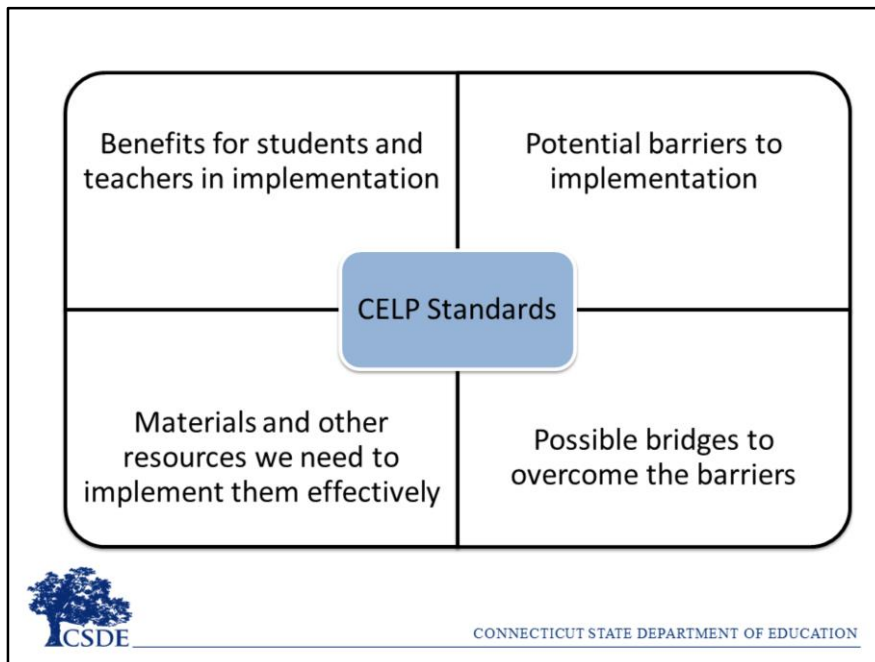 Benefits for students and
teachers in implementation
Potential barriers to
implementation
CELP Standards
Materials and other
resources we need to
implement them effectively
Possible bridges to
overcome the barriers
CSDE
CONNECTICUT STATE DEPARTMENT OF EDUCATION